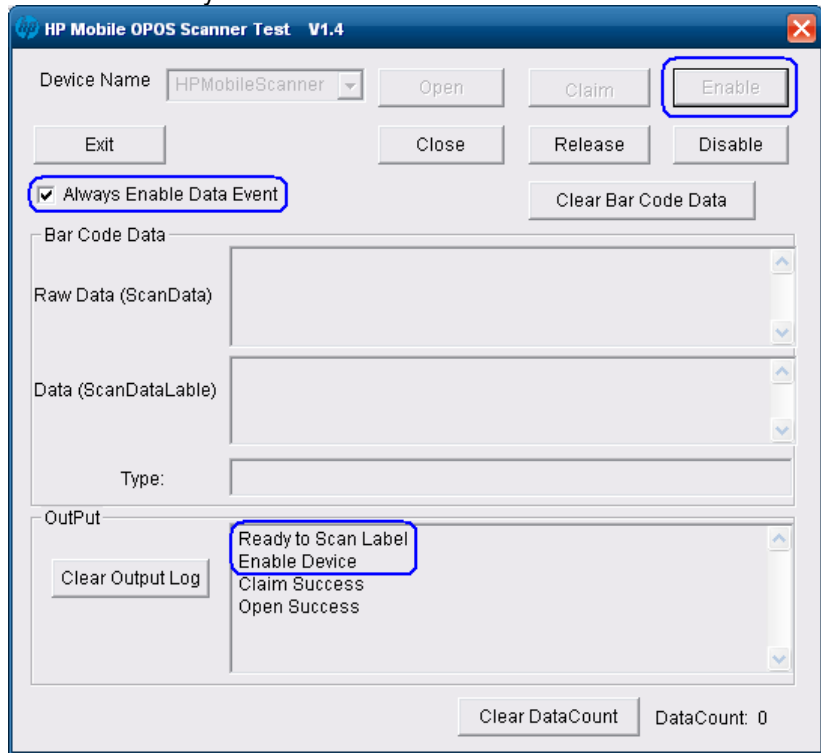 HP Mobile OPOS Scanner Test V1.4
Device Name HPMobileScanner Open Claim Enable
Exit Close Release Disable
Always Enable Data Event Clear Bar Code Data
Bar Code Data
Raw Data (ScanData)
Data (ScanDataLable)
Type:
OutPut
Ready to Scan Label
Enable Device
Clear Output Log
Claim Success
Open Success
Clear DataCount DataCount: 0